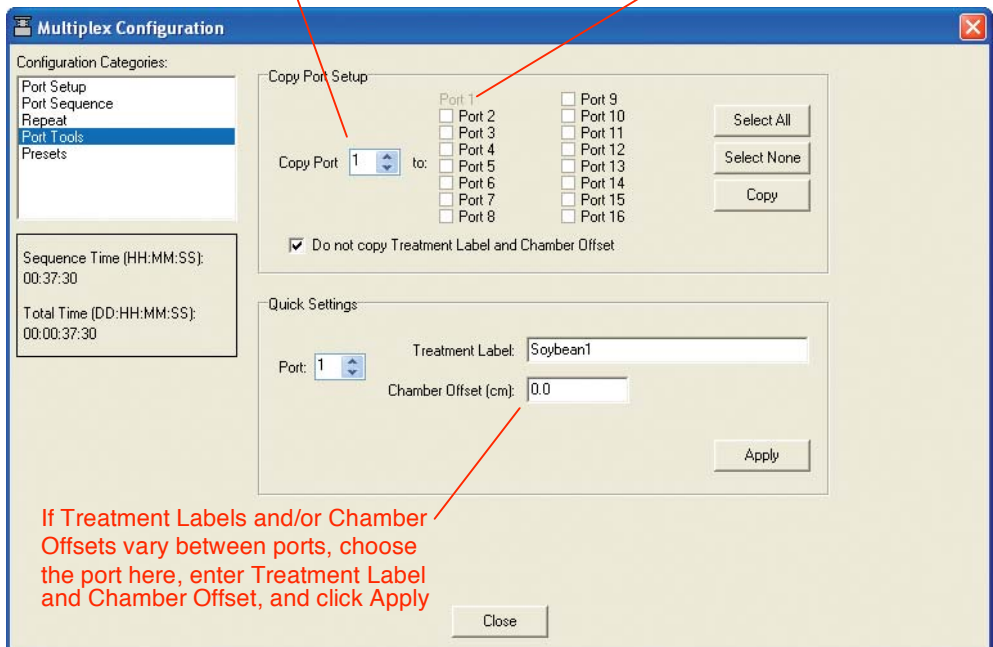 Multiplex Configuration
Configuration Categories:
Port Setup
Port Sequence
Repeat
Port Tools
Presets
Sequence Time (HH:MM:SS):
00:37:30
Total Time (DD:HH:MM:SS):
00:00:37:30
Copy Port Setup
Copy Port 1 to:
Port 1
Port 2
Port 3
Port 4
Port 5
Port 6
Port 7
Port 8
Port 9
Port 10
Port 11
Port 12
Port 13
Port 14
Port 15
Port 16
Select All
Select None
Copy
Do not copy Treatment Label and Chamber Offset
Quick Settings
Port: 1
Treatment Label: Soybean1
Chamber Offset (cm): 0.0
Apply
If Treatment Labels and/or Chamber
Offsets vary between ports, choose
the port here, enter Treatment Label
and Chamber Offset, and click Apply
Close